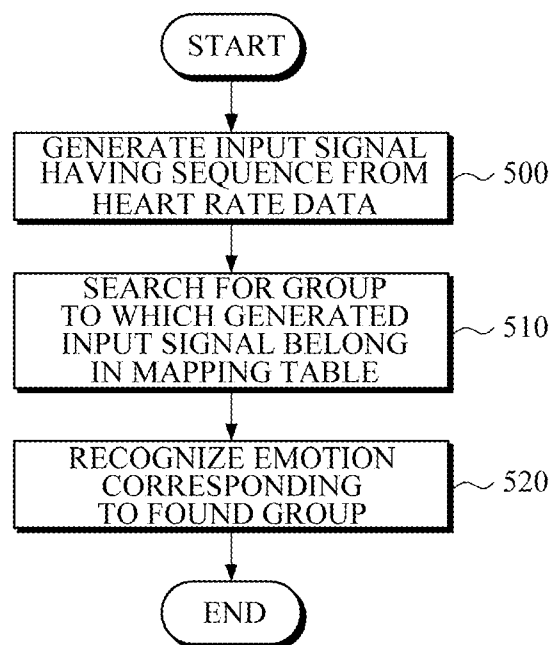 START
GENERATE INPUT SIGNAL
HAVING SEQUENCE FROM
HEART RATE DATA
500
SEARCH FOR GROUP
TO WHICH GENERATED
INPUT SIGNAL BELONG
IN MAPPING TABLE
510
RECOGNIZE EMOTION
CORRESPONDING
TO FOUND GROUP
520
END